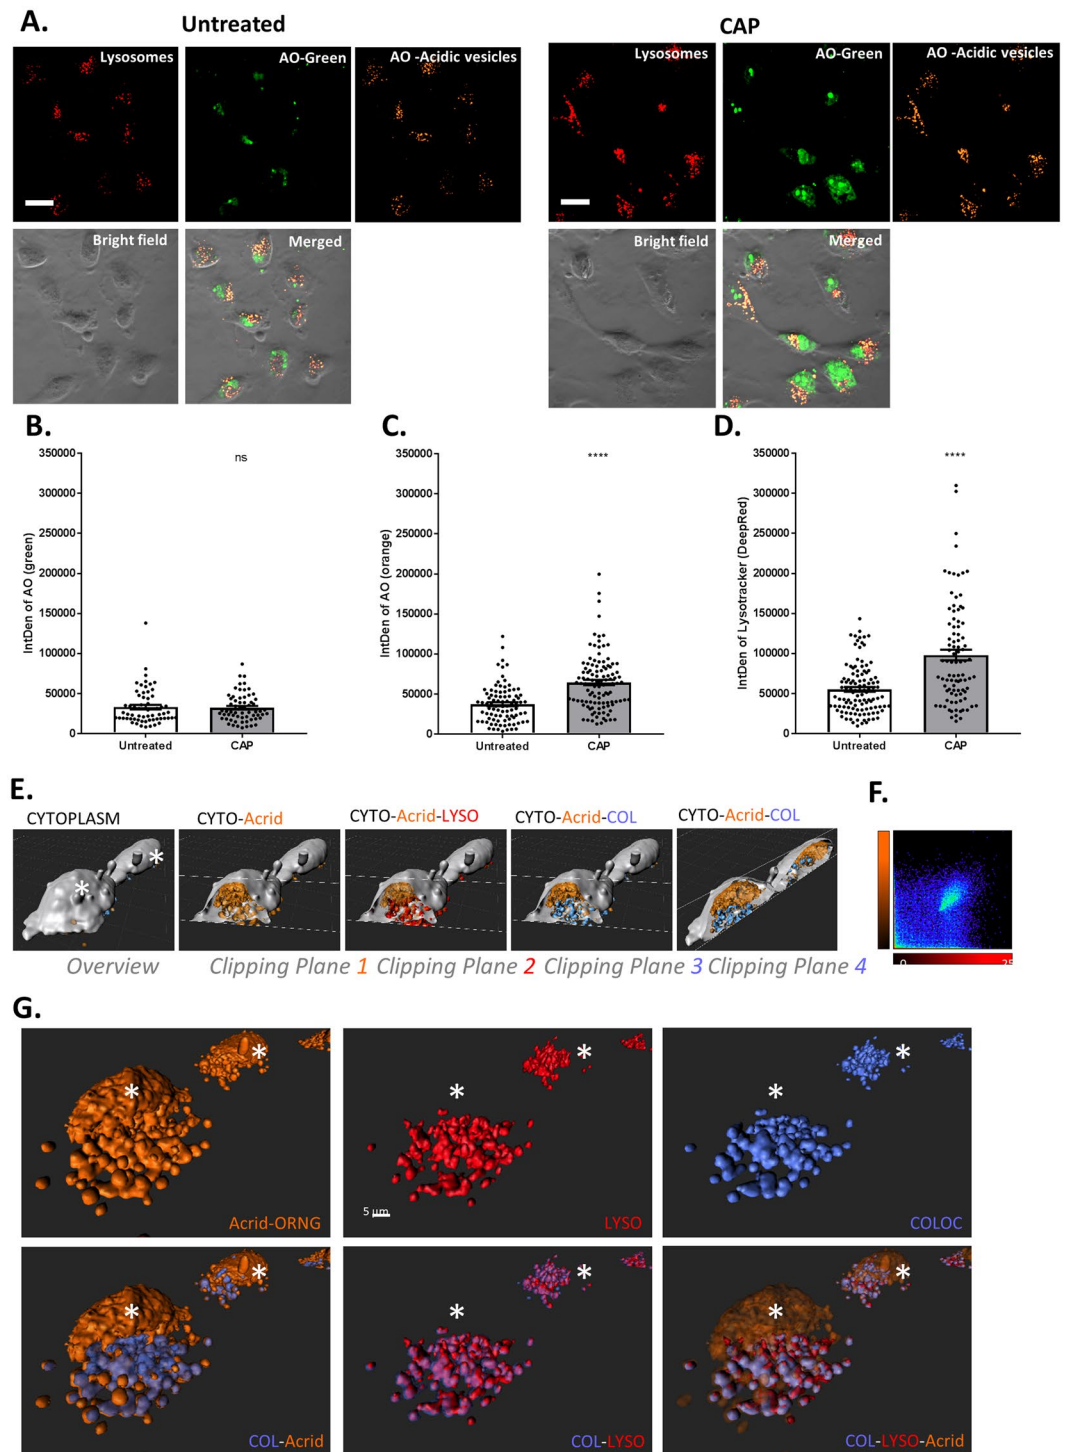 A.
Untreated
CAP
Lysosomes
AO-Green
AO -Acidic vesicles
Lysosomes
AO-Green
AO -Acidic vesicles
Bright field
Merged
Bright field
Merged
B.
C.
D.
350000
300000
250000
200000
150000
100000
50000
0
IntDen of AO (green)
ns
Untreated
CAP
350000
300000
250000
200000
150000
100000
50000
0
IntDen of AO (orange)
****
Untreated
CAP
350000
300000
250000
200000
150000
100000
50000
0
IntDen of Lysotracker (DeepRed)
****
Untreated
CAP
E.
F.
CYTOPLASM
CYTO-Acrid
CYTO-Acrid-LYSO
CYTO-Acrid-COL
CYTO-Acrid-COL
*
*
Overview
Clipping Plane 1
Clipping Plane 2
Clipping Plane 3
Clipping Plane 4
0
25
G.
*
*
Acrid-ORNG
*
*
5 µm
LYSO
*
*
COLOC
*
*
COL-Acrid
*
*
COL-LYSO
*
*
COL-LYSO-Acrid